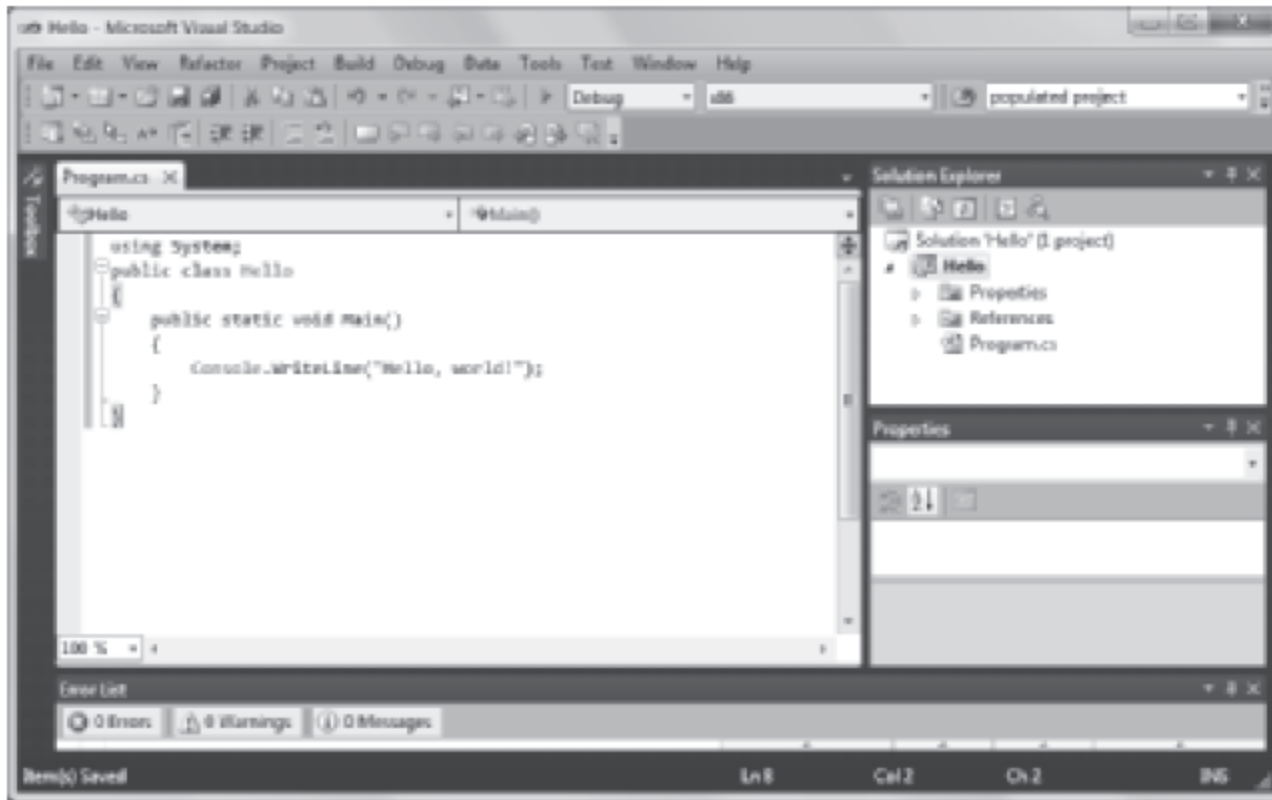 Hello - Microsoft Visual Studio
File Edit View Refactor Project Build Debug Data Tools Test Window Help
Debug x86 populated project
Toolbox
Program.cs
Hello Main()
using System;
public class Hello
{
public static void Main()
{
Console.WriteLine("Hello, world!");
}
}
100 %
Solution Explorer
Solution 'Hello' (1 project)
Hello
Properties
References
Program.cs
Properties
Error List
0 Errors 0 Warnings 0 Messages
Item(s) Saved Ln 8 Col 2 Ch 2 INS